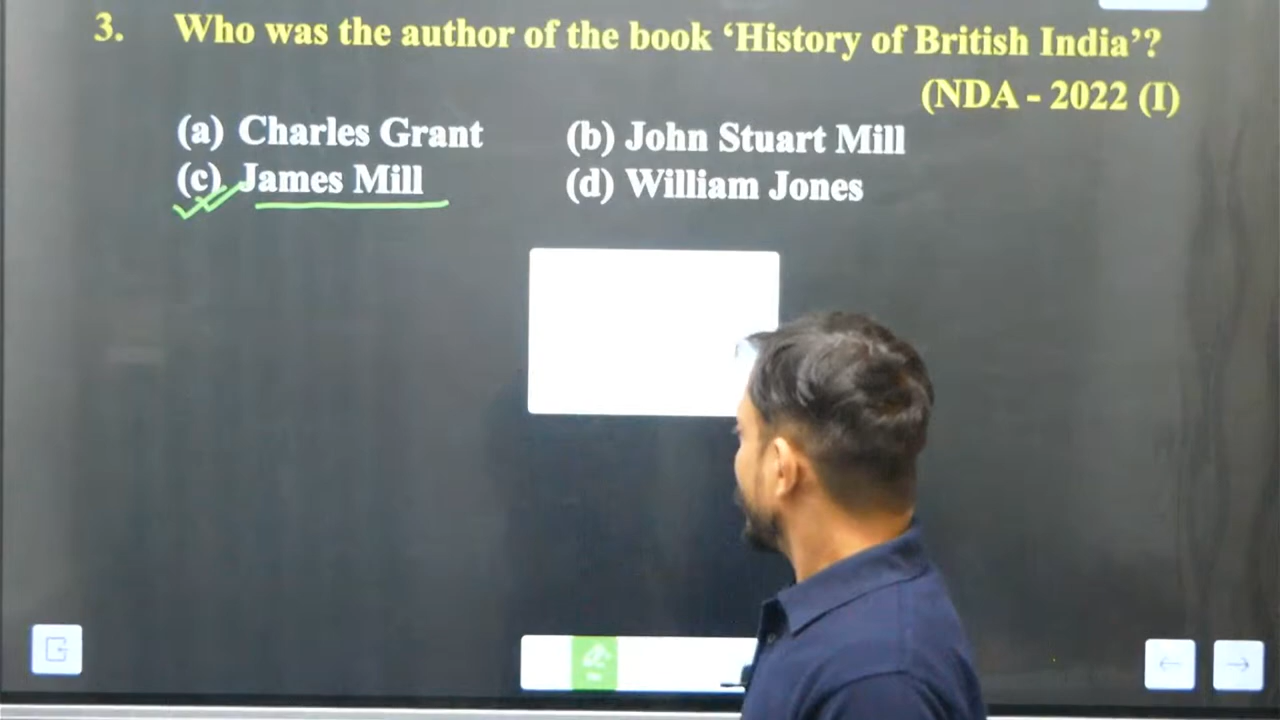 3. Who was the author of the book ‘History of British India’?
(NDA - 2022 (I)
(a) Charles Grant (b) John Stuart Mill
(c) James Mill (d) William Jones